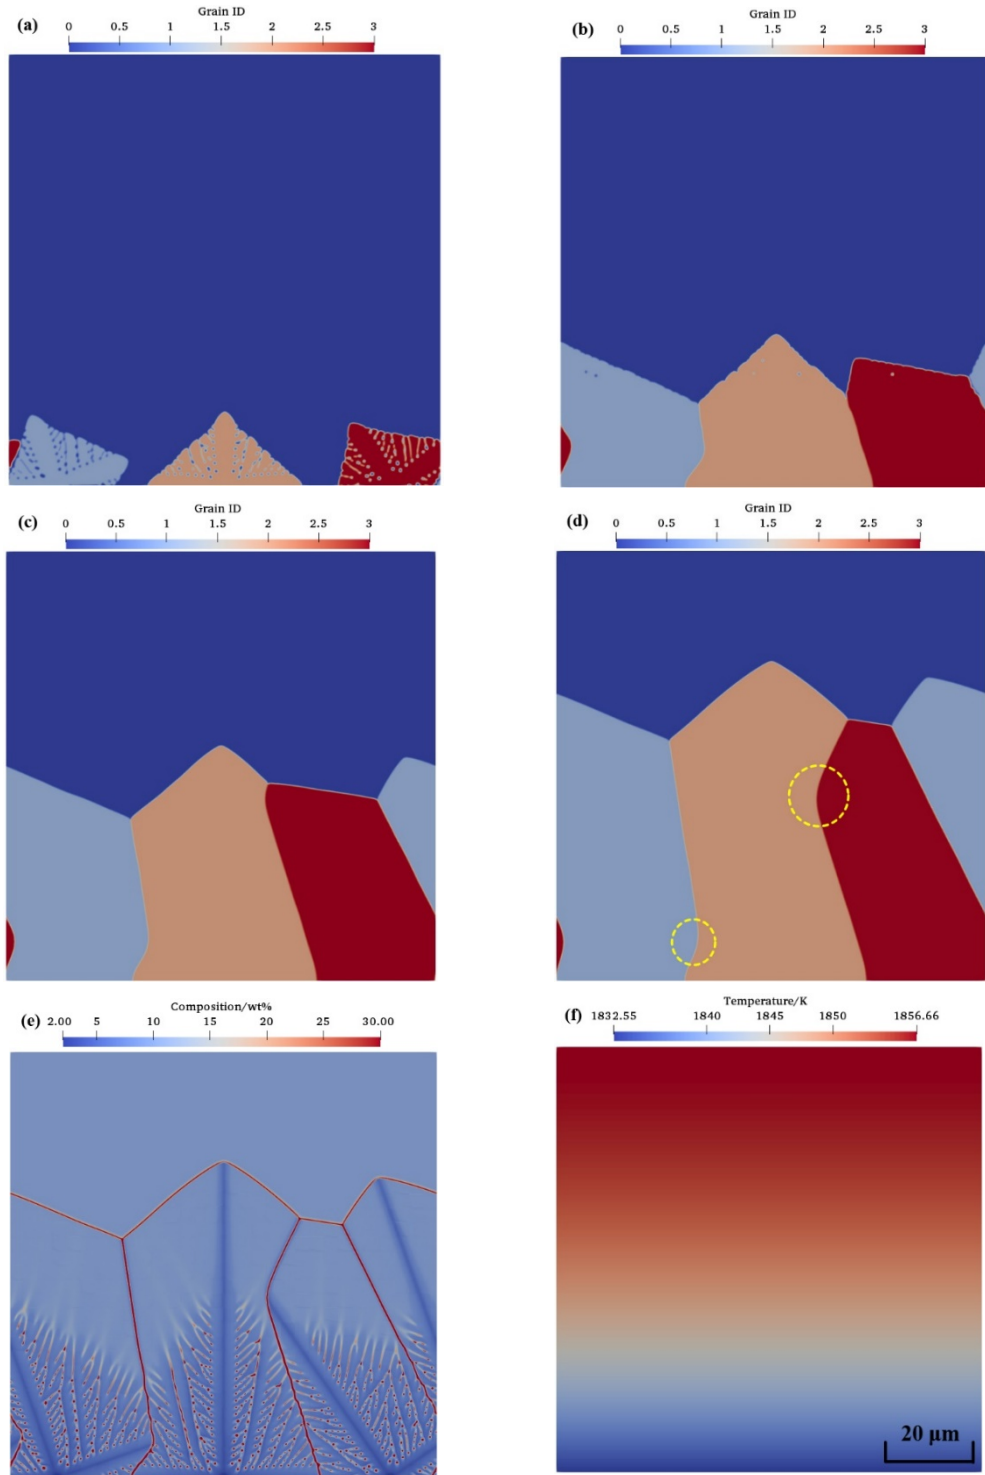 (a) Grain ID
0 0.5 1 1.5 2 2.5 3
(b) Grain ID
0 0.5 1 1.5 2 2.5 3
(c) Grain ID
0 0.5 1 1.5 2 2.5 3
(d) Grain ID
0 0.5 1 1.5 2 2.5 3
(e) Composition/wt%
2.00 5 10 15 20 25 30.00
(f) Temperature/K
1832.55 1840 1845 1850 1856.66
20 μm